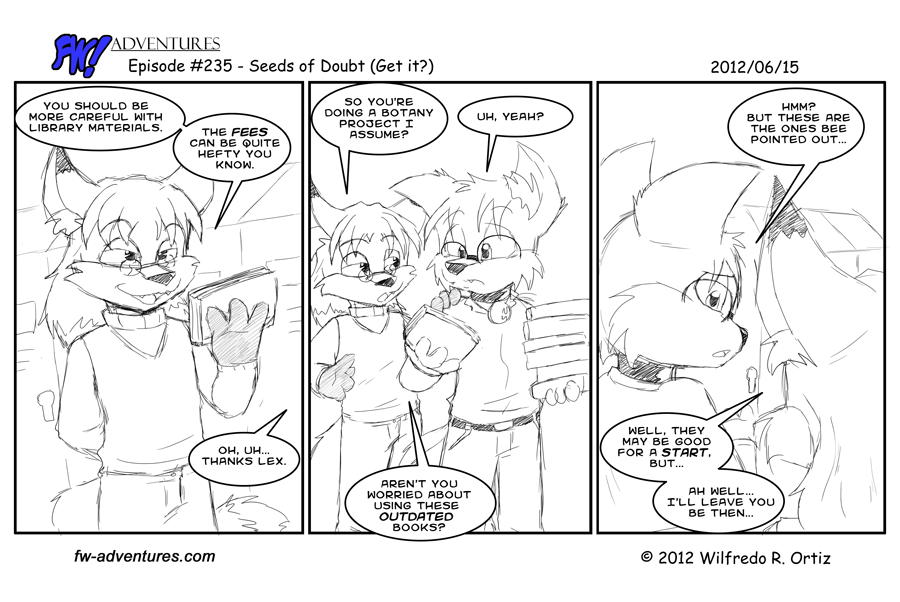 FW! ADVENTURES
Episode #235 - Seeds of Doubt (Get it?)
2012/06/15
YOU SHOULD BE
MORE CAREFUL WITH
LIBRARY MATERIALS.
THE FEES
CAN BE QUITE
HEFTY YOU
KNOW.
OH, UH...
THANKS LEX.
SO YOU'RE
DOING A BOTANY
PROJECT I
ASSUME?
UH, YEAH?
AREN'T YOU
WORRIED ABOUT
USING THESE
OUTDATED
BOOKS?
HMM?
BUT THESE ARE
THE ONES BEE
POINTED OUT...
WELL, THEY
MAY BE GOOD
FOR A START,
BUT...
AH WELL...
I'LL LEAVE YOU
BE THEN...
fw-adventures.com
© 2012 Wilfredo R. Ortiz